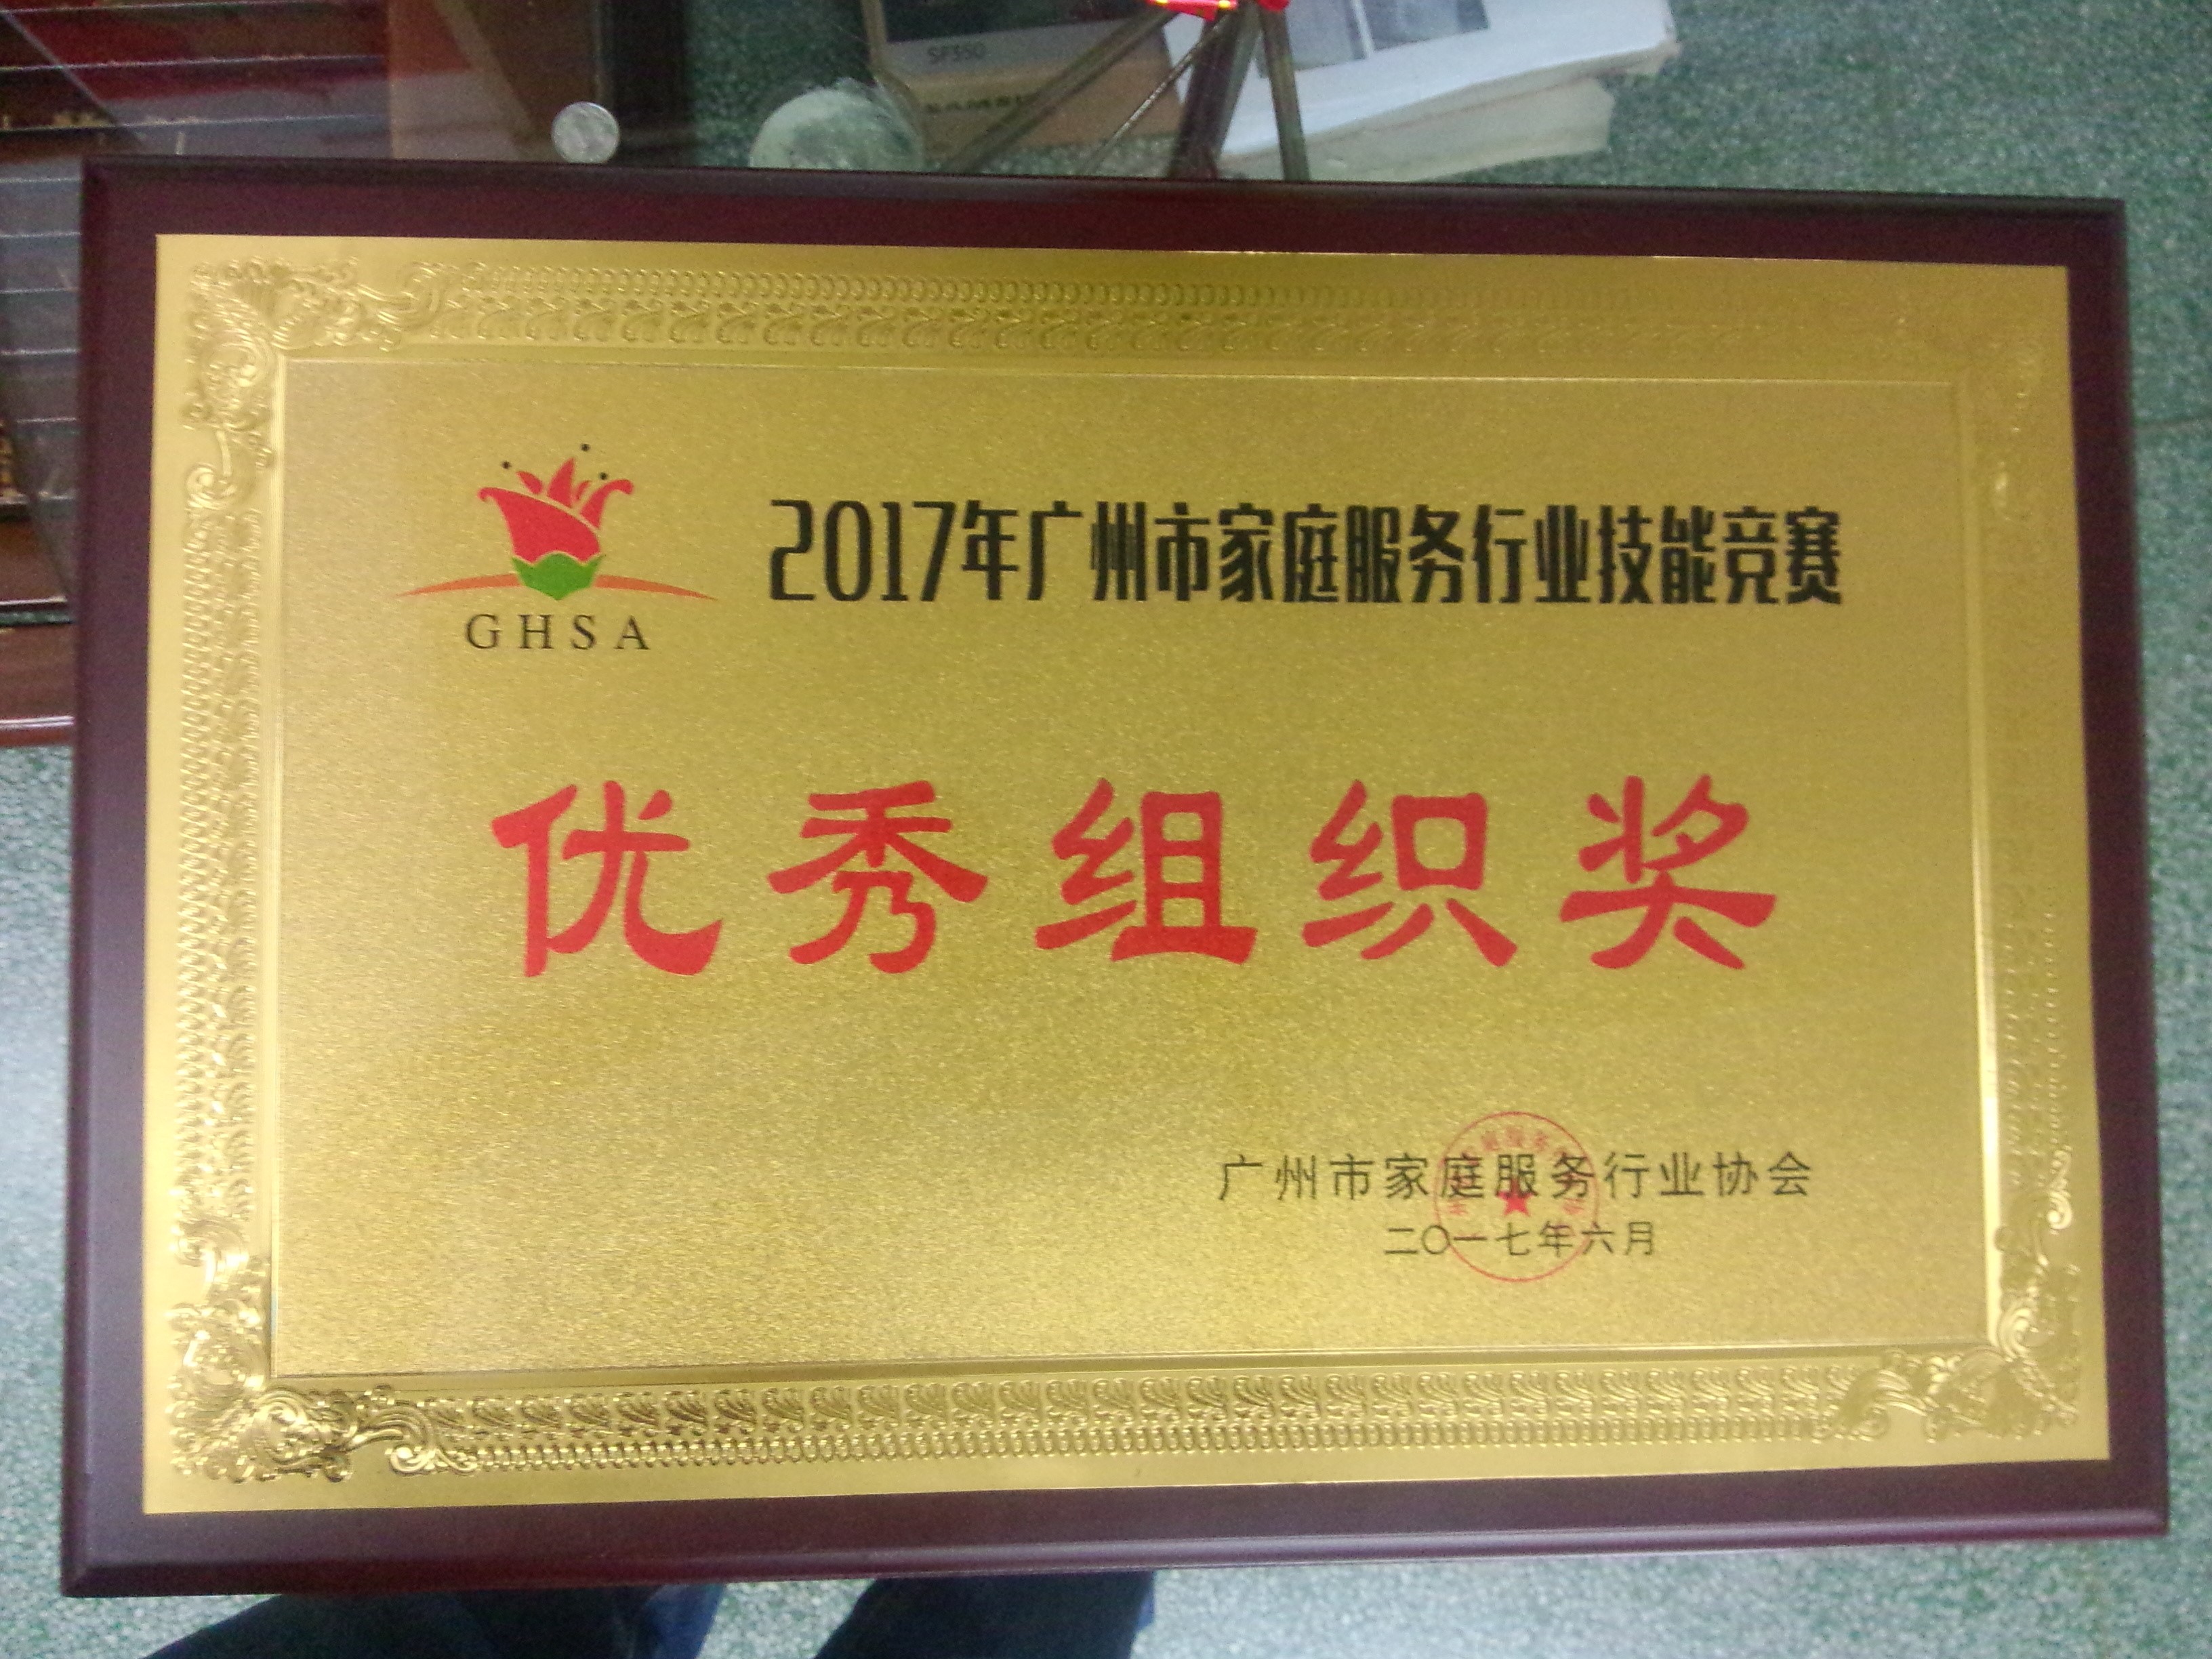 SF350
2017年广州市家庭服务行业技能竞赛
GHSA
优秀组织奖
广州市家庭服务行业协会
二〇一七年六月